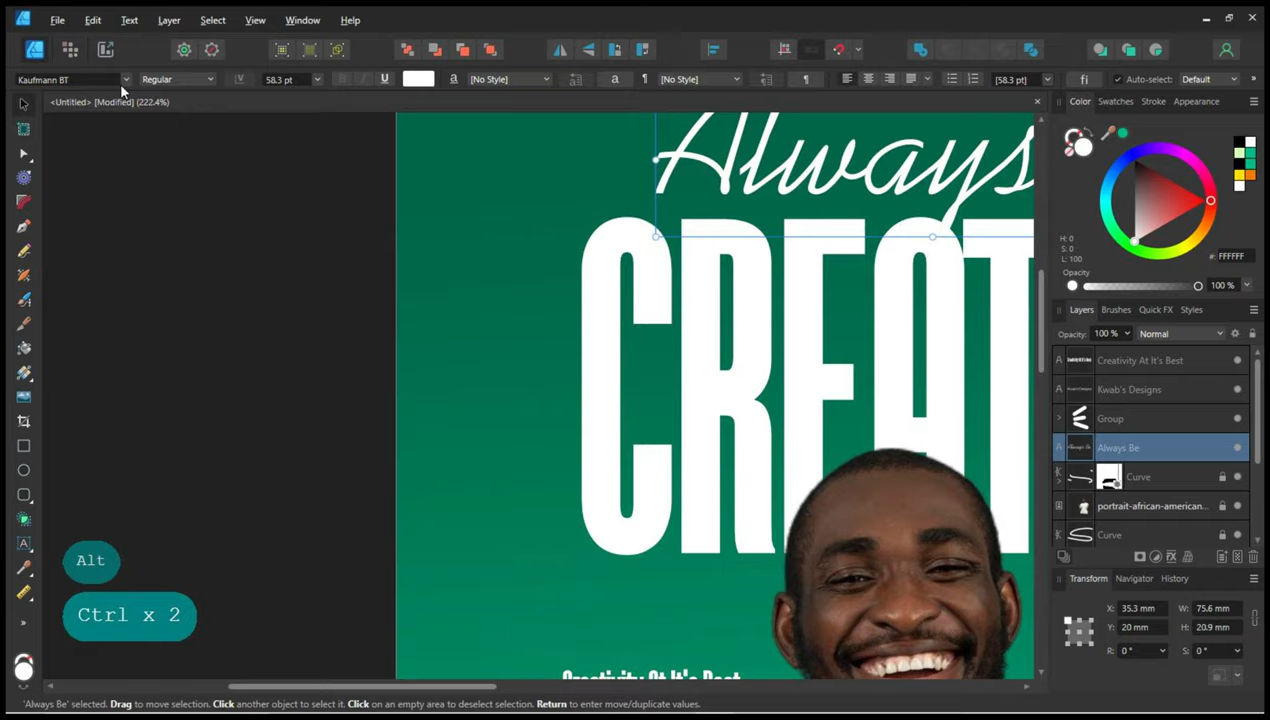 File Edit Text Layer Select View Window Help
Kaufmann BT Regular 58.3 pt U a [No Style] a ¶ [No Style] ¶ [58.3 pt] fi Auto-select: Default »
<Untitled> [Modified] (222.4%)
Always
CREAT
Creativity At It's Best
Alt
Ctrl x 2
Color Swatches Stroke Appearance
H: 0
S: 0
L: 100
#: FFFFFF
Opacity
100 %
Layers Brushes Quick FX Styles
Opacity: 100 % Normal
A Creativity At It's Best
A Kwab's Designs
Group
A Always Be
Curve
portrait-african-american...
Curve
Transform Navigator History
X: 35.3 mm W: 75.6 mm
Y: 20 mm H: 20.9 mm
R: 0 ° S: 0 °
'Always Be' selected. Drag to move selection. Click another object to select it. Click on an empty area to deselect selection. Return to enter move/duplicate values.